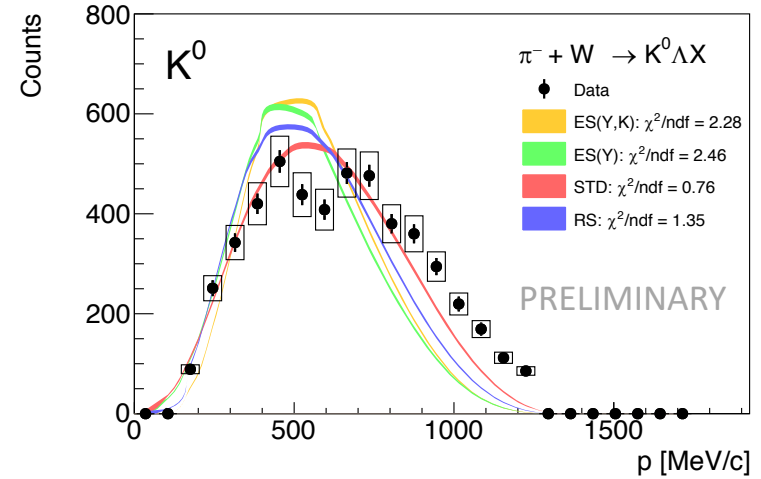 Counts
800
600
400
200
0
K⁰
π⁻ + W → K⁰ΛX
Data
ES(Y,K): χ²/ndf = 2.28
ES(Y): χ²/ndf = 2.46
STD: χ²/ndf = 0.76
RS: χ²/ndf = 1.35
PRELIMINARY
0 500 1000 1500
p [MeV/c]